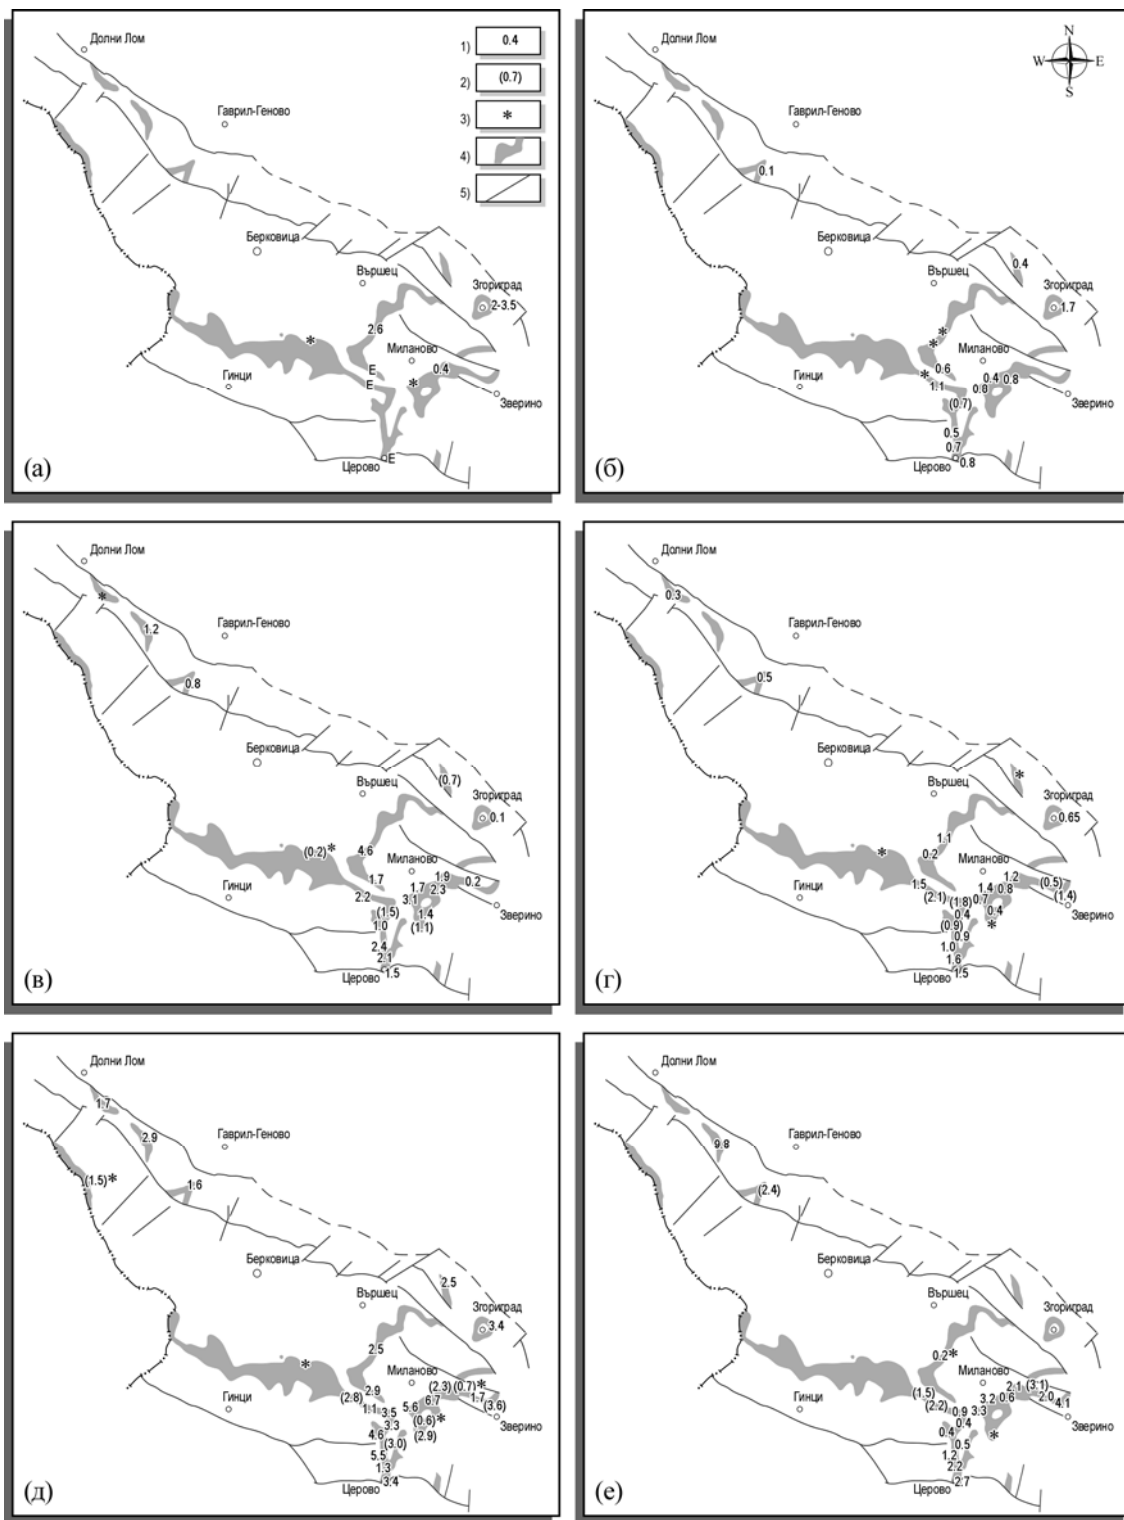 Долни Лом
1) 0.4
2) (0.7)
3) *
4)
5)
Гаврил-Геново
Берковица
Вършец
Згориград
2-3.5
2.6
*
Миланово
E
0.4
E
*
Гинци
Зверино
Церово
E
(а)
N
W E
S
Долни Лом
Гаврил-Геново
0.1
Берковица
0.4
Вършец
Згориград
1.7
*
*
Миланово
0.6
*
0.4 0.8
1.1
0.8
Гинци
(0.7)
Зверино
0.5
0.7
Церово
0.8
(б)
Долни Лом
*
1.2
Гаврил-Геново
0.8
Берковица
(0.7)
Вършец
Згориград
0.1
(0.2)*
4.6
Миланово
1.7
1.9
0.2
1.7
2.3
2.2
3.1
Гинци
(1.5)
1.4
Зверино
1.0
(1.1)
2.4
2.1
Церово
1.5
(в)
Долни Лом
0.3
Гаврил-Геново
0.5
Берковица
*
Вършец
Згориград
0.65
1.1
*
0.2
Миланово
1.2
1.5
(0.5)
1.4 0.8
(2.1)
(1.4)
0.7
(1.8)
Гинци
0.4
0.4
Зверино
(0.9)
*
0.9
1.0
1.6
Церово
1.5
(г)
Долни Лом
1.7
2.9
Гаврил-Геново
(1.5)*
1.6
Берковица
2.5
Вършец
Згориград
3.4
2.5
*
Миланово
(2.3) (0.7)*
2.9
(2.8)
6.7
1.7
5.6
(3.6)
1.1
3.5
Гинци
(0.6)*
Зверино
3.3
4.6
(2.9)
(3.0)
5.5
1.3
Церово
3.4
(д)
Долни Лом
9.8
Гаврил-Геново
(2.4)
Берковица
Вършец
Згориград
0.2*
Миланово
2.1 (3.1)
(1.5)
3.2 0.6
2.0
4.1
(2.2)
0.9
3.3
Гинци
0.4
Зверино
0.4
*
0.5
1.2
2.2
Церово
2.7
(е)